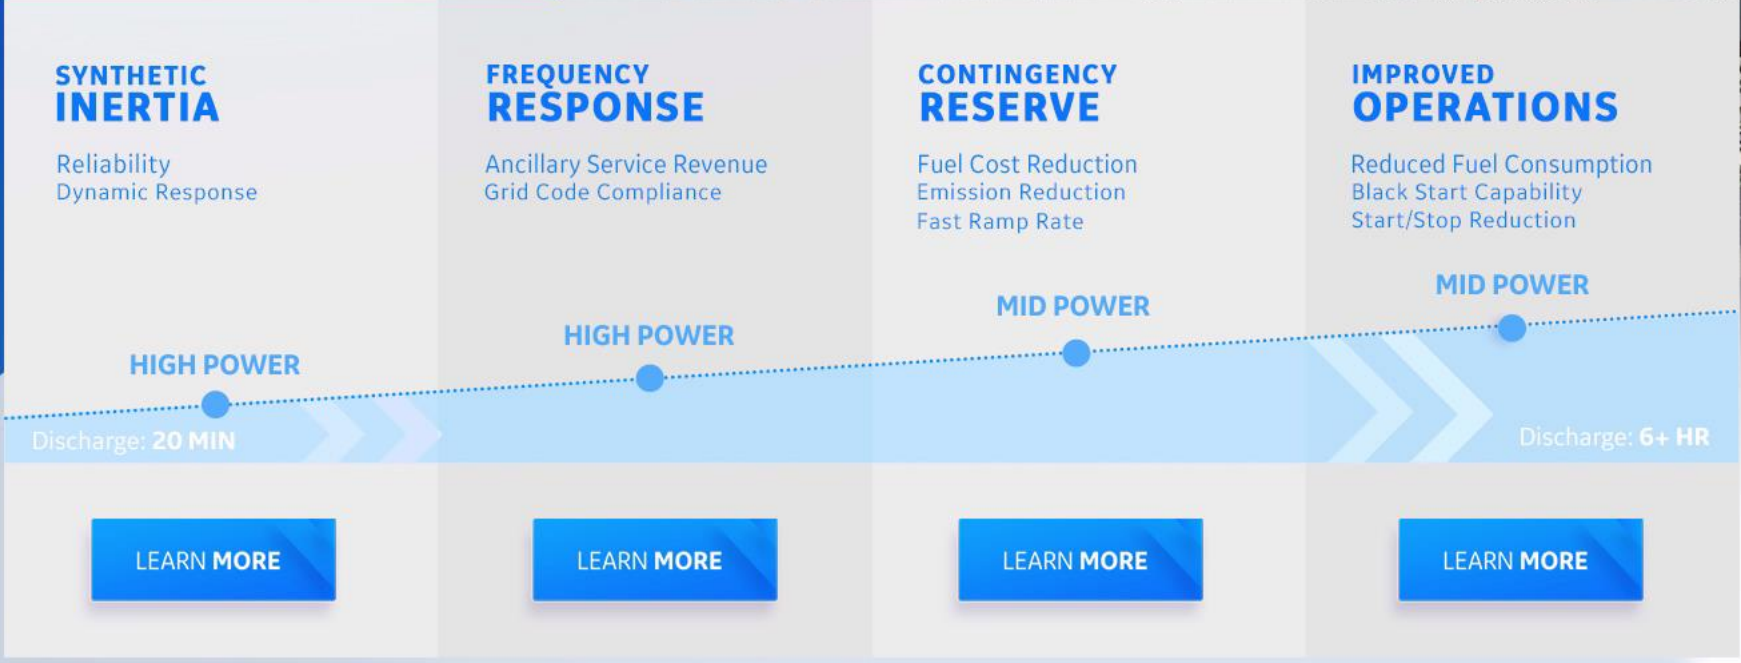 SYNTHETIC
INERTIA
Reliability
Dynamic Response
HIGH POWER
Discharge: 20 MIN
LEARN MORE
FREQUENCY
RESPONSE
Ancillary Service Revenue
Grid Code Compliance
HIGH POWER
LEARN MORE
CONTINGENCY
RESERVE
Fuel Cost Reduction
Emission Reduction
Fast Ramp Rate
MID POWER
LEARN MORE
IMPROVED
OPERATIONS
Reduced Fuel Consumption
Black Start Capability
Start/Stop Reduction
MID POWER
Discharge: 6+ HR
LEARN MORE